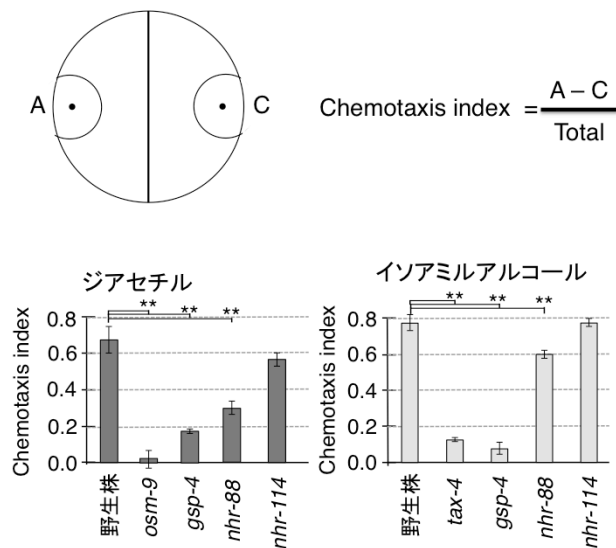 A
C
Chemotaxis index = A – C
Total
ジアセチル
Chemotaxis index
0.8
0.6
0.4
0.2
0.0
** ** **
野生株
osm-9
gsp-4
nhr-88
nhr-114
イソアミルアルコール
Chemotaxis index
0.8
0.6
0.4
0.2
0.0
** ** **
野生株
tax-4
gsp-4
nhr-88
nhr-114